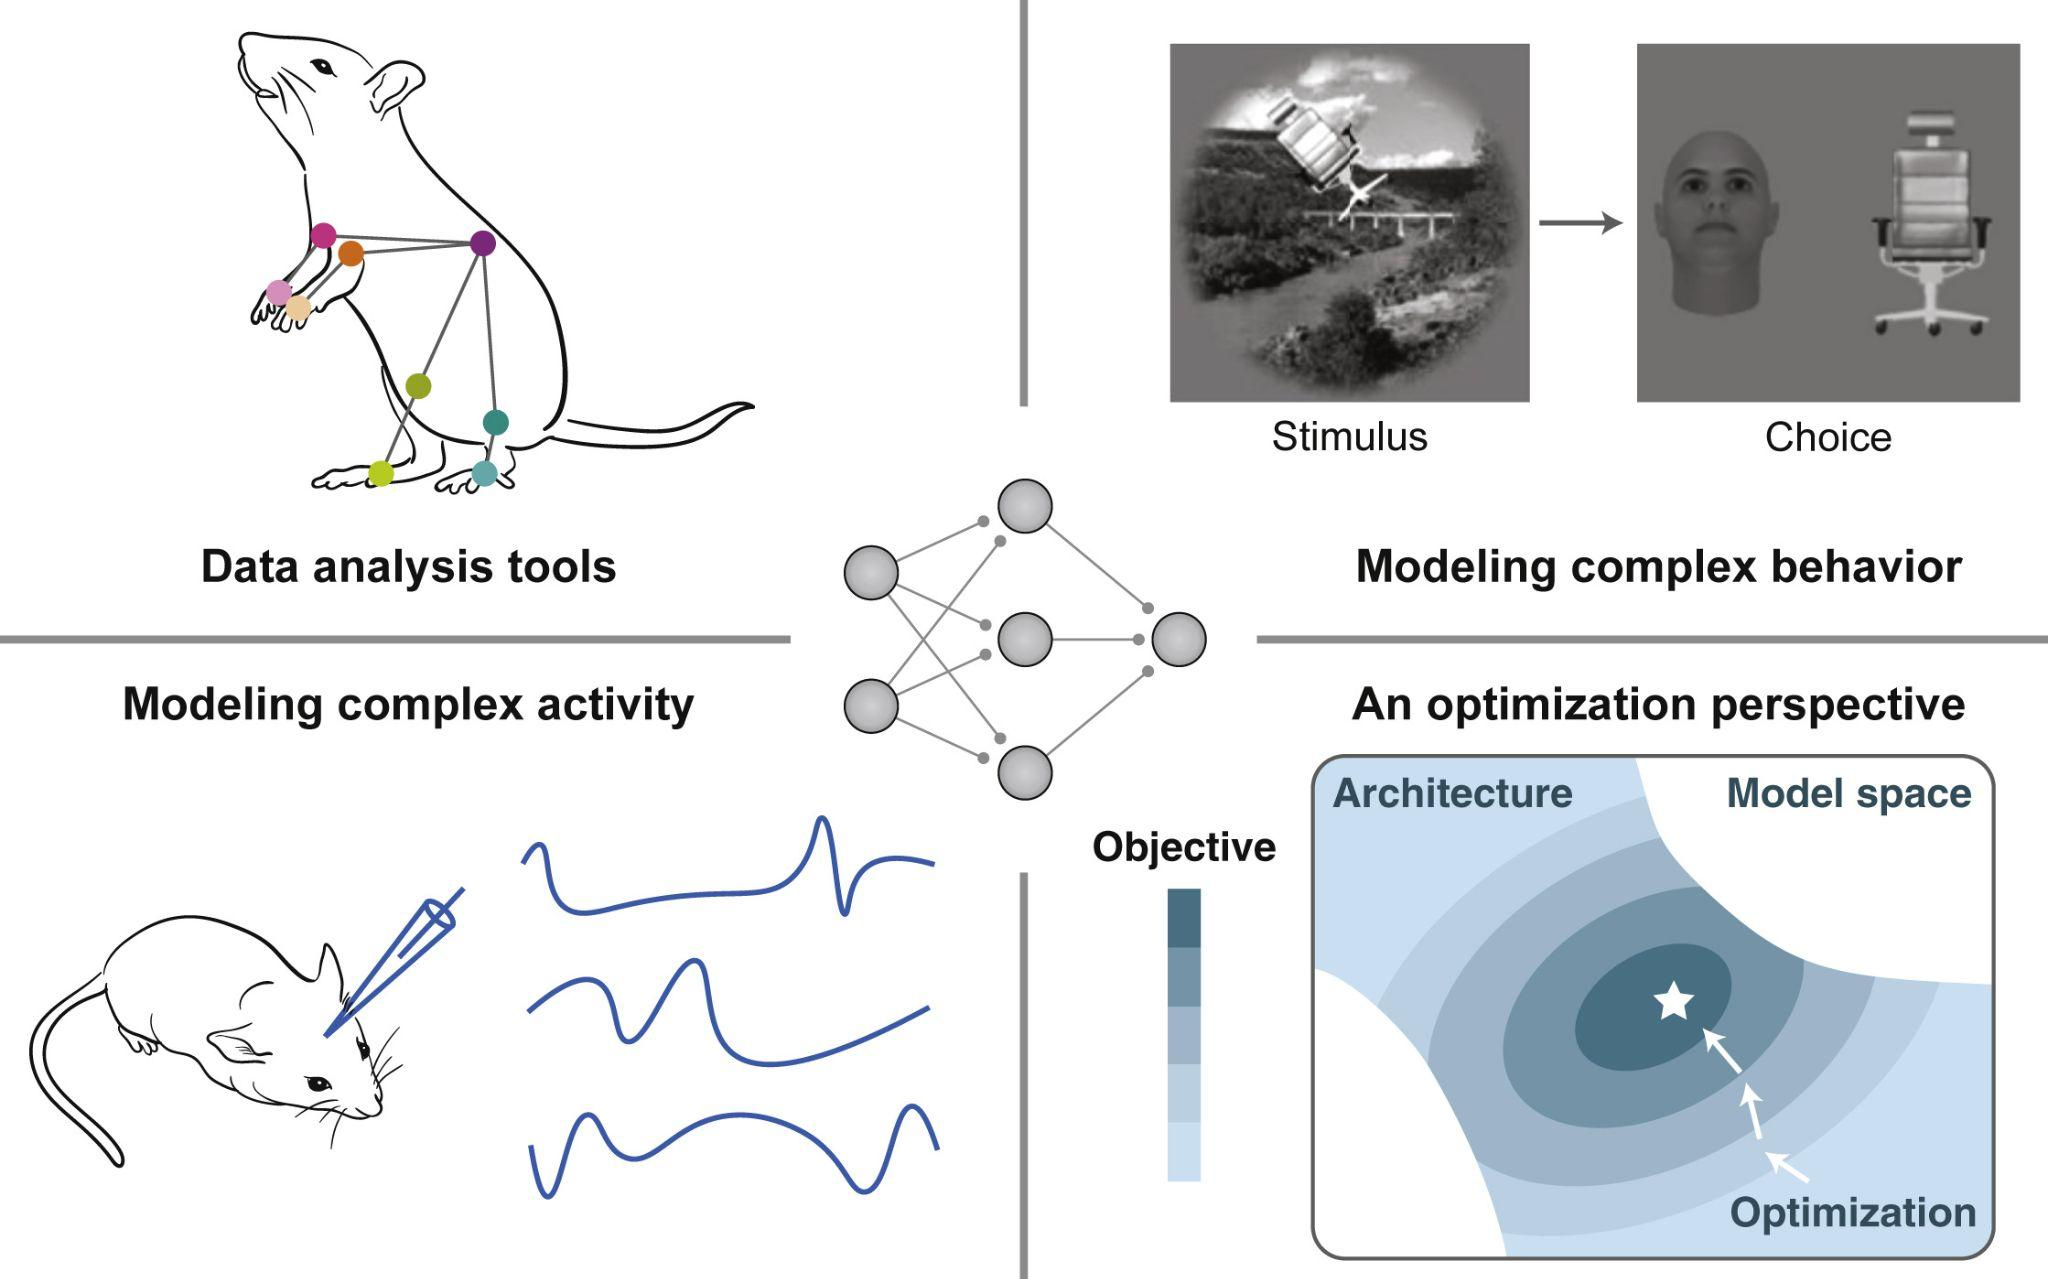 Stimulus
Choice
Data analysis tools
Modeling complex behavior
Modeling complex activity
An optimization perspective
Architecture
Model space
Objective
Optimization